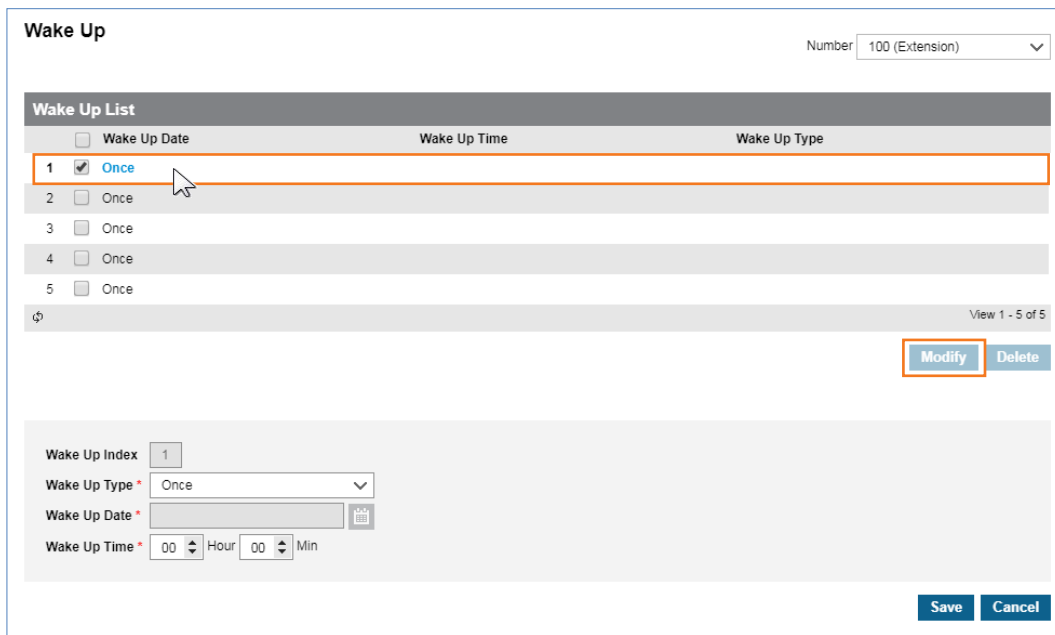 Wake Up
Number 100 (Extension)
Wake Up List
Wake Up Date Wake Up Time Wake Up Type
1 Once
2 Once
3 Once
4 Once
5 Once
View 1 - 5 of 5
Modify Delete
Wake Up Index 1
Wake Up Type * Once
Wake Up Date *
Wake Up Time * 00 Hour 00 Min
Save Cancel